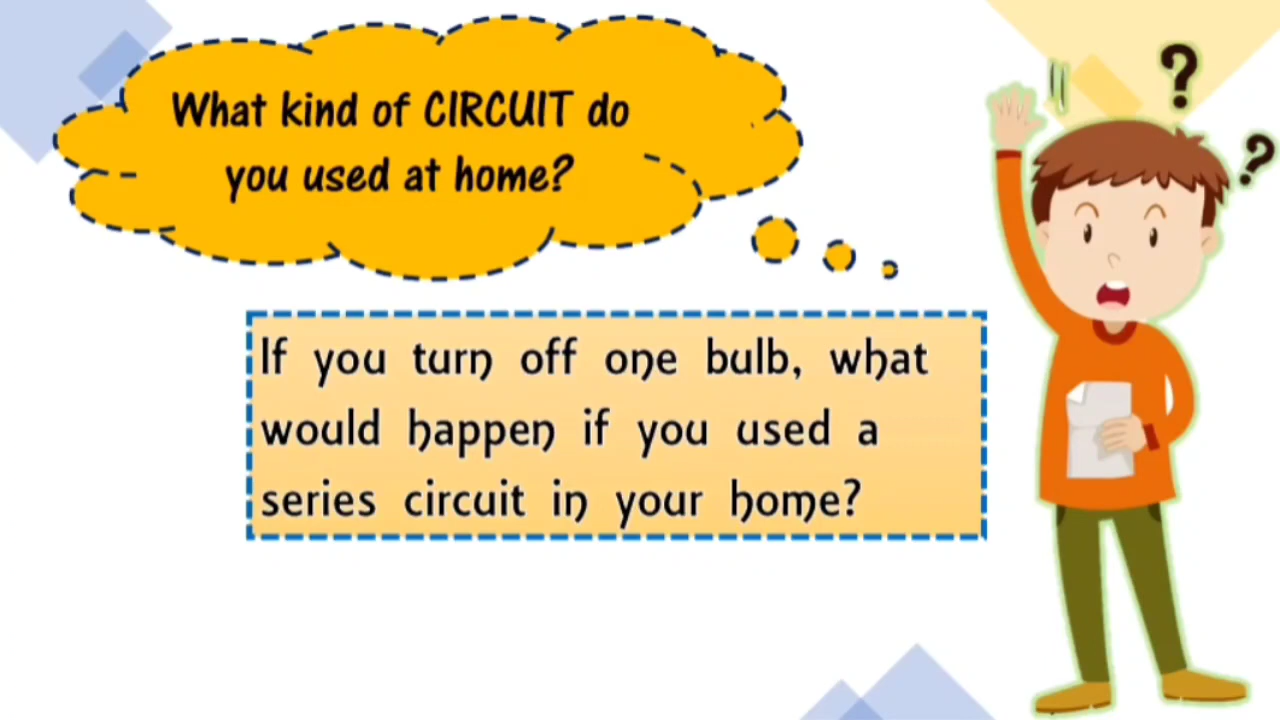 What kind of CIRCUIT do
you used at home?
If you turn off one bulb, what
would happen if you used a
series circuit in your home?
? 
?